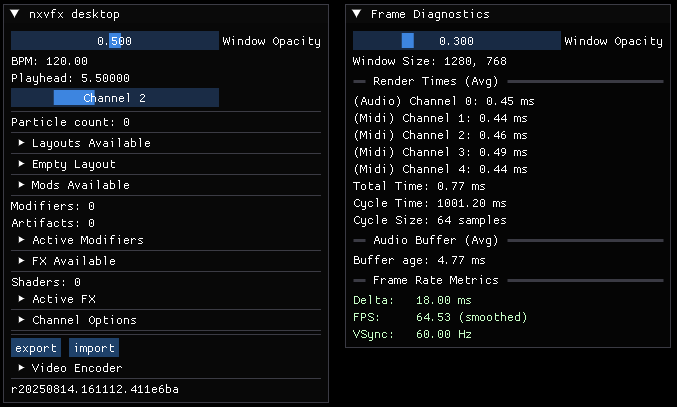 nxvfx desktop
0.500 Window Opacity
BPM: 120.00
Playhead: 5.50000
Channel 2
Particle count: 0
Layouts Available
Empty Layout
Mods Available
Modifiers: 0
Artifacts: 0
Active Modifiers
FX Available
Shaders: 0
Active FX
Channel Options
export import
Video Encoder
r20250814.161112.411e6ba
Frame Diagnostics
0.300 Window Opacity
Window Size: 1280, 768
Render Times (Avg)
(Audio) Channel 0: 0.45 ms
(Midi) Channel 1: 0.44 ms
(Midi) Channel 2: 0.46 ms
(Midi) Channel 3: 0.49 ms
(Midi) Channel 4: 0.44 ms
Total Time: 0.77 ms
Cycle Time: 1001.20 ms
Cycle Size: 64 samples
Audio Buffer (Avg)
Buffer age: 4.77 ms
Frame Rate Metrics
Delta: 18.00 ms
FPS: 64.53 (smoothed)
VSync: 60.00 Hz